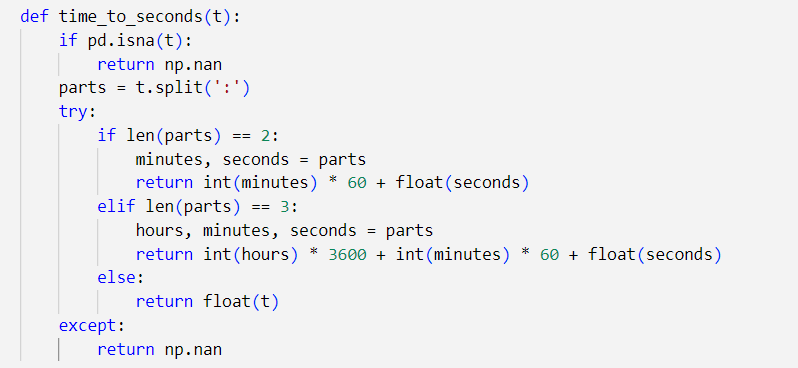 def time_to_seconds(t):
    if pd.isna(t):
        return np.nan
    parts = t.split(':')
    try:
        if len(parts) == 2:
            minutes, seconds = parts
            return int(minutes) * 60 + float(seconds)
        elif len(parts) == 3:
            hours, minutes, seconds = parts
            return int(hours) * 3600 + int(minutes) * 60 + float(seconds)
        else:
            return float(t)
    except:
        return np.nan